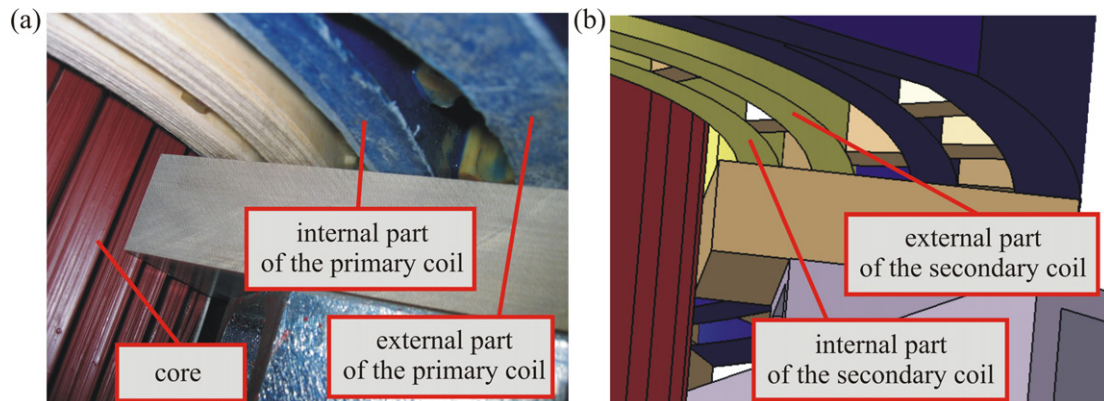 (a)
internal part
of the primary coil
core
external part
of the primary coil
(b)
external part
of the secondary coil
internal part
of the secondary coil